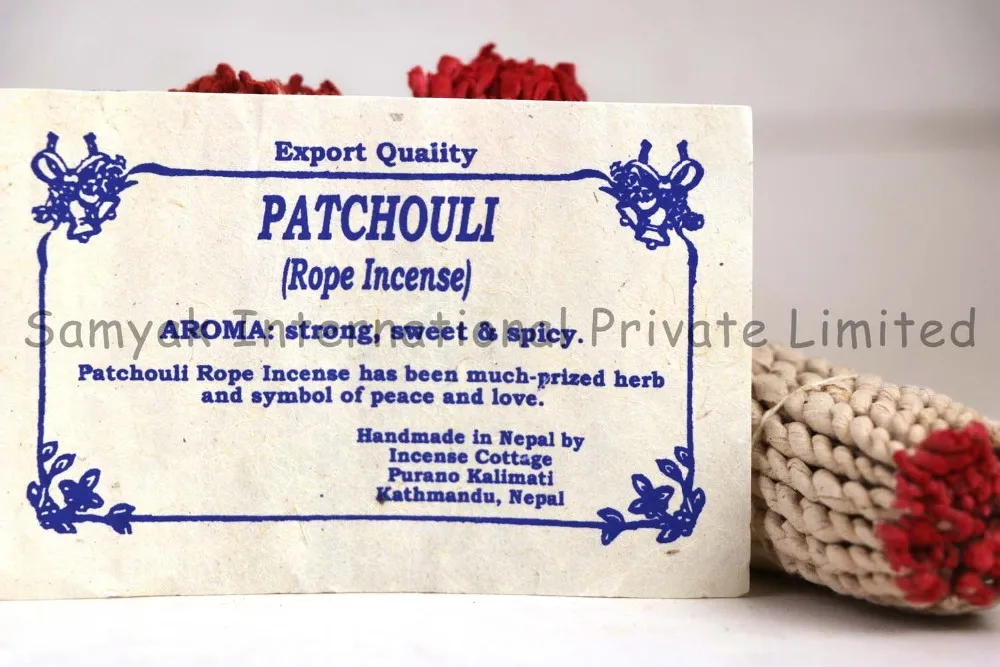 Export Quality
PATCHOULI
(Rope Incense)
Samyak International Private Limited
AROMA: strong, sweet & spicy.
Patchouli Rope Incense has been much-prized herb
and symbol of peace and love.
Handmade in Nepal by
Incense Cottage
Purano Kalimati
Kathmandu, Nepal